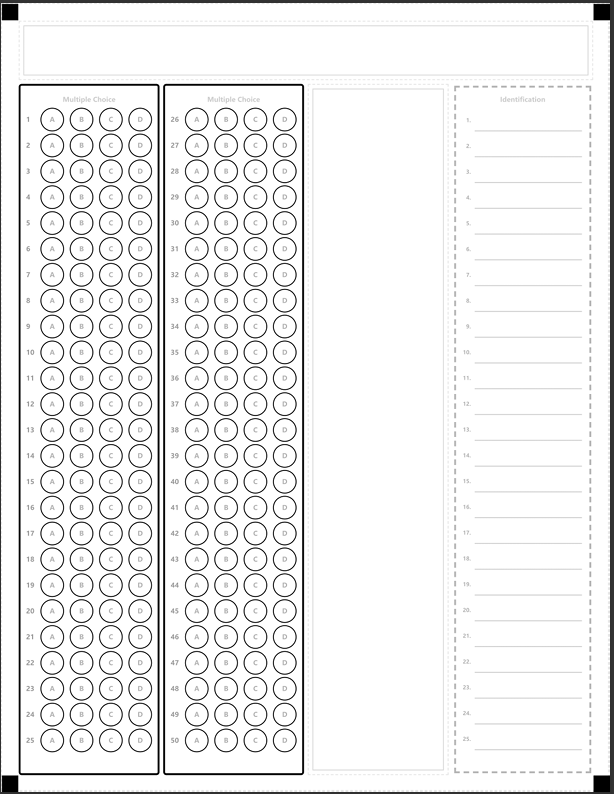 Multiple Choice
1 A B C D
2 A B C D
3 A B C D
4 A B C D
5 A B C D
6 A B C D
7 A B C D
8 A B C D
9 A B C D
10 A B C D
11 A B C D
12 A B C D
13 A B C D
14 A B C D
15 A B C D
16 A B C D
17 A B C D
18 A B C D
19 A B C D
20 A B C D
21 A B C D
22 A B C D
23 A B C D
24 A B C D
25 A B C D
Multiple Choice
26 A B C D
27 A B C D
28 A B C D
29 A B C D
30 A B C D
31 A B C D
32 A B C D
33 A B C D
34 A B C D
35 A B C D
36 A B C D
37 A B C D
38 A B C D
39 A B C D
40 A B C D
41 A B C D
42 A B C D
43 A B C D
44 A B C D
45 A B C D
46 A B C D
47 A B C D
48 A B C D
49 A B C D
50 A B C D
Identification
1.
2.
3.
4.
5.
6.
7.
8.
9.
10.
11.
12.
13.
14.
15.
16.
17.
18.
19.
20.
21.
22.
23.
24.
25.